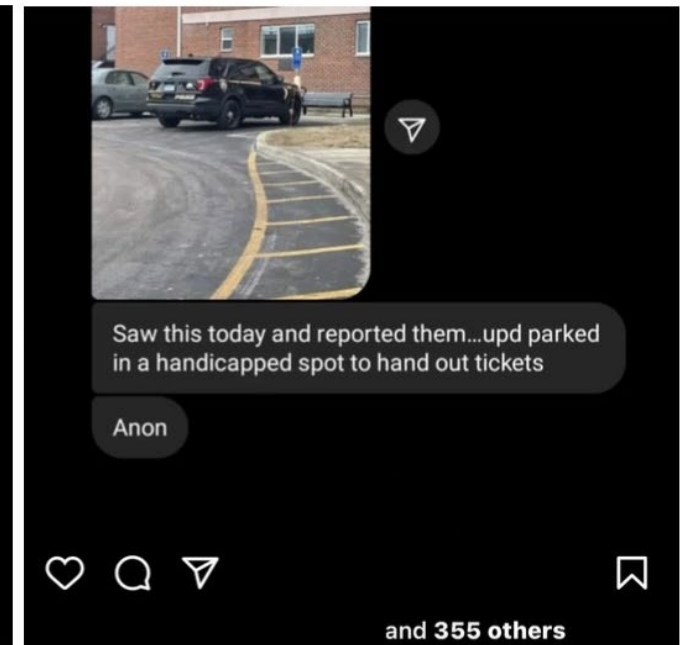 Saw this today and reported them...upd parked
in a handicapped spot to hand out tickets
Anon
and 355 others